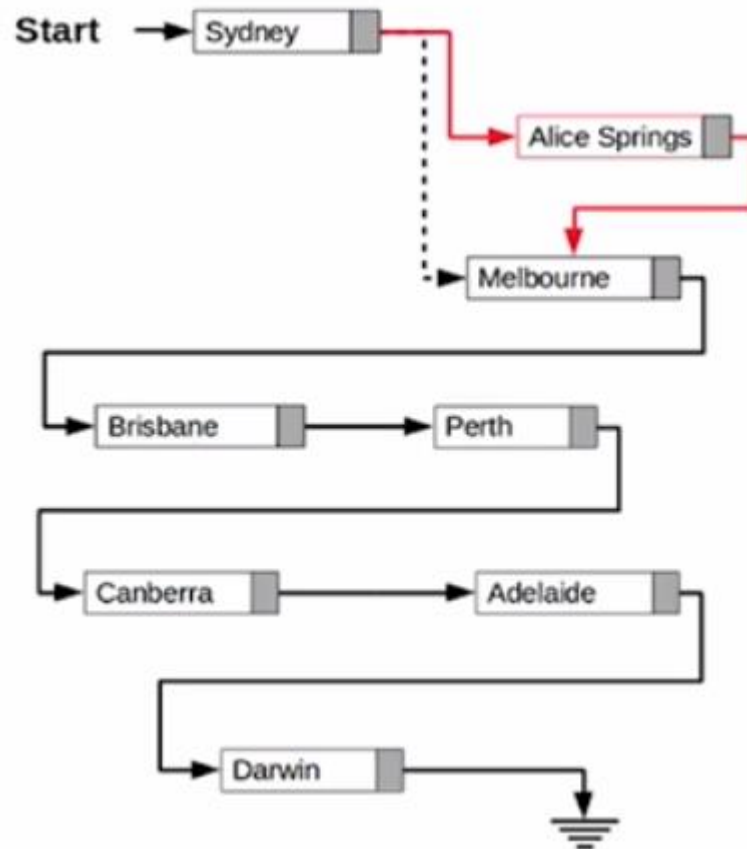 Start
Sydney
Alice Springs
Melbourne
Brisbane
Perth
Canberra
Adelaide
Darwin